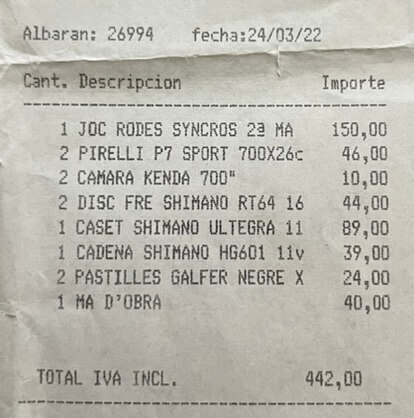 Albaran: 26994 fecha:24/03/22
Cant. Descripcion Importe
1 JOC RODES SYNCROS 2ª MA 150,00
2 PIRELLI P7 SPORT 700X26c 46,00
2 CAMARA KENDA 700" 10,00
2 DISC FRE SHIMANO RT64 16 44,00
1 CASET SHIMANO ULTEGRA 11 89,00
1 CADENA SHIMANO HG601 11v 39,00
2 PASTILLES GALFER NEGRE X 24,00
1 MA D'OBRA 40,00
TOTAL IVA INCL. 442,00